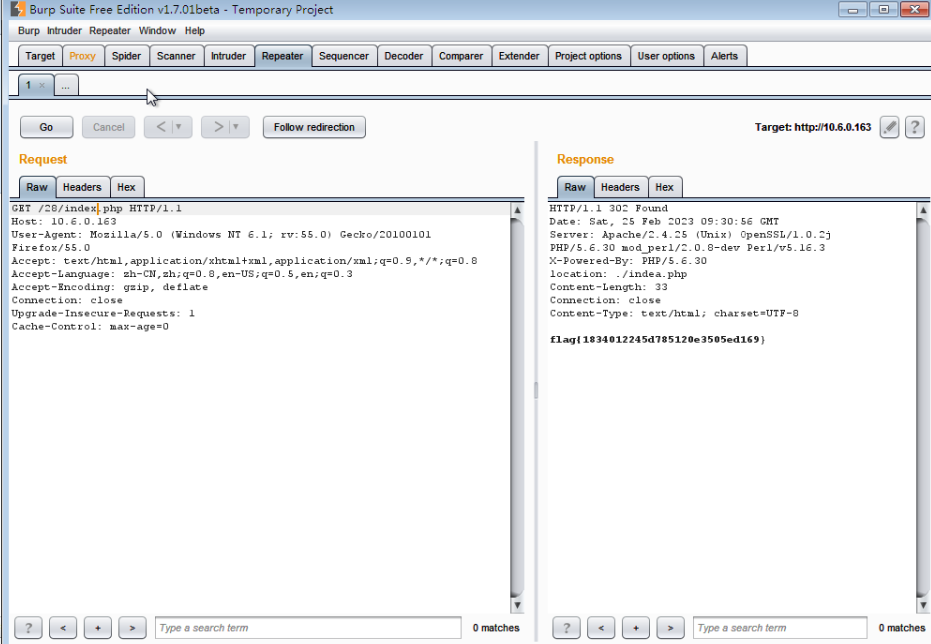 Burp Suite Free Edition v1.7.01beta - Temporary Project
Burp Intruder Repeater Window Help
Target Proxy Spider Scanner Intruder Repeater Sequencer Decoder Comparer Extender Project options User options Alerts
1 × ...
Go Cancel < | ▼ > | ▼ Follow redirection Target: http://10.6.0.163 ?
Request
Raw Headers Hex
GET /28/index.php HTTP/1.1
Host: 10.6.0.163
User-Agent: Mozilla/5.0 (Windows NT 6.1; rv:55.0) Gecko/20100101
Firefox/55.0
Accept: text/html,application/xhtml+xml,application/xml;q=0.9,*/*;q=0.8
Accept-Language: zh-CN,zh;q=0.8,en-US;q=0.5,en;q=0.3
Accept-Encoding: gzip, deflate
Connection: close
Upgrade-Insecure-Requests: 1
Cache-Control: max-age=0
? < + > Type a search term 0 matches
Response
Raw Headers Hex
HTTP/1.1 302 Found
Date: Sat, 25 Feb 2023 09:30:56 GMT
Server: Apache/2.4.25 (Unix) OpenSSL/1.0.2j
PHP/5.6.30 mod_perl/2.0.8-dev Perl/v5.16.3
X-Powered-By: PHP/5.6.30
location: ./indea.php
Content-Length: 33
Connection: close
Content-Type: text/html; charset=UTF-8
flag{1834012245d785120e3505ed169}
? < + > Type a search term 0 matches